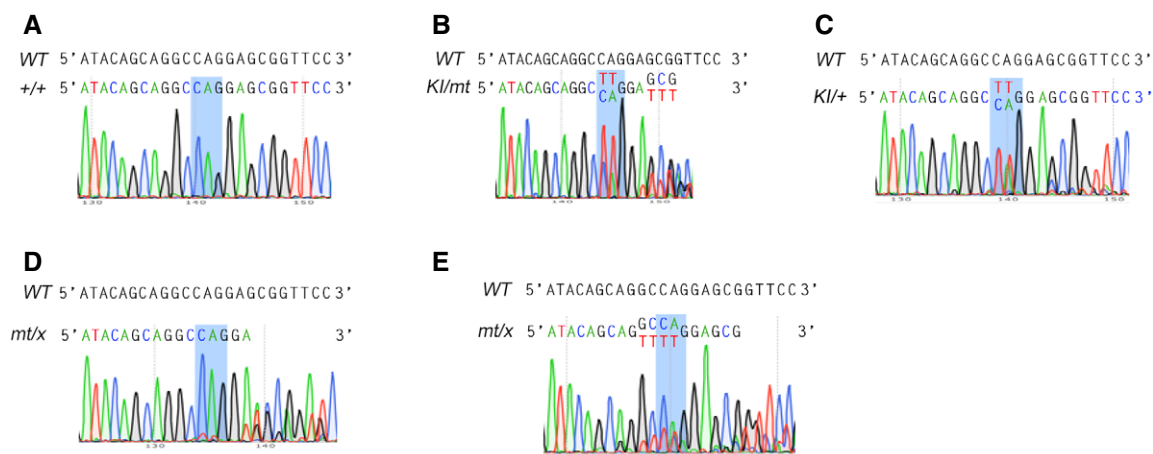 A
WT 5' ATACAGCAGGCCAGGAGCGGTTCC 3'
+/+ 5' ATACAGCAGGCCAGGAGCGGTTCC 3'
130 140 150
B
WT 5' ATACAGCAGGCCAGGAGCGGTTCC 3'
TT GCG
KI/mt 5' ATACAGCAGGC GGA 3'
CA TTT
140 150
C
WT 5' ATACAGCAGGCCAGGAGCGGTTCC 3'
TT
KI/+ 5' ATACAGCAGGC GGAGCGGTTCC 3'
CA
130 140 150
D
WT 5' ATACAGCAGGCCAGGAGCGGTTCC 3'
mt/x 5' ATACAGCAGGCCAGGA 3'
130 140
E
WT 5' ATACAGCAGGCCAGGAGCGGTTCC 3'
GCCA
mt/x 5' ATACAGCAG GGAGCG 3'
TTTT